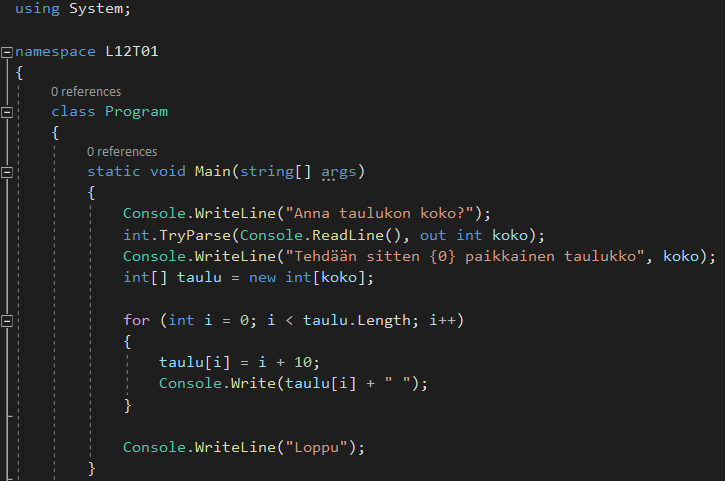 using System;
namespace L12T01
{
0 references
class Program
{
0 references
static void Main(string[] args)
{
Console.WriteLine("Anna taulukon koko?");
int.TryParse(Console.ReadLine(), out int koko);
Console.WriteLine("Tehdään sitten {0} paikkainen taulukko", koko);
int[] taulu = new int[koko];
for (int i = 0; i < taulu.Length; i++)
{
taulu[i] = i + 10;
Console.Write(taulu[i] + " ");
}
Console.WriteLine("Loppu");
}